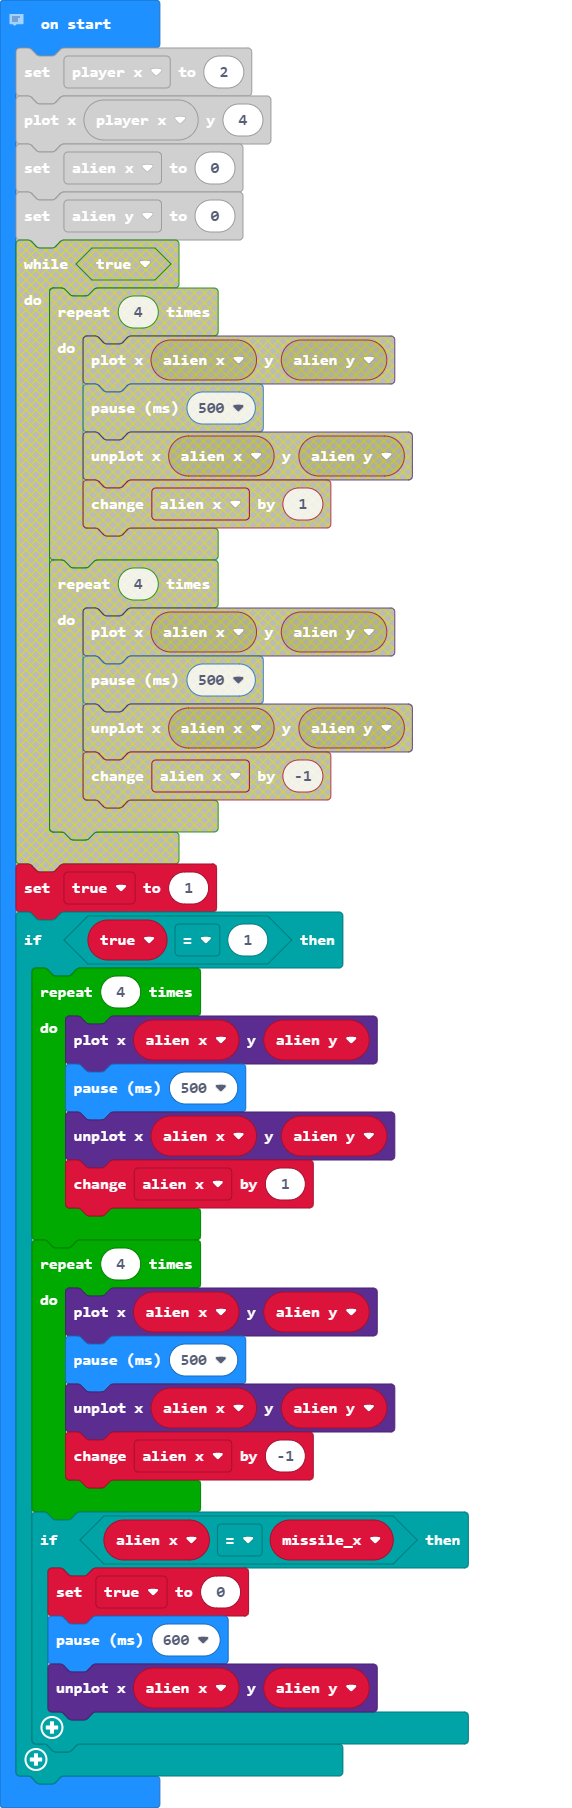 on start
set player x to 2
plot x player x y 4
set alien x to 0
set alien y to 0
while true
do
repeat 4 times
do
plot x alien x y alien y
pause (ms) 500
unplot x alien x y alien y
change alien x by 1
repeat 4 times
do
plot x alien x y alien y
pause (ms) 500
unplot x alien x y alien y
change alien x by -1
set true to 1
if true = 1 then
repeat 4 times
do
plot x alien x y alien y
pause (ms) 500
unplot x alien x y alien y
change alien x by 1
repeat 4 times
do
plot x alien x y alien y
pause (ms) 500
unplot x alien x y alien y
change alien x by -1
if alien x = missile_x then
set true to 0
pause (ms) 600
unplot x alien x y alien y